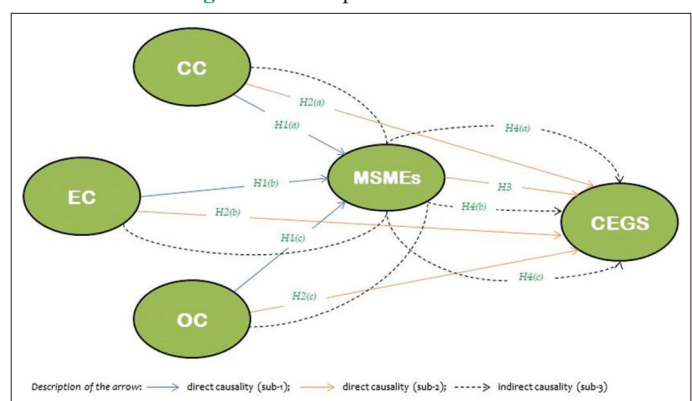 CC
H2(a)
H1(a)
H4(a)
MSMEs
H1(b)
H3
EC
H2(b)
H4(b)
CEGS
H1(c)
H4(c)
H2(c)
OC
Description of the arrow: direct causality (sub-1); direct causality (sub-2); indirect causality (sub-3)